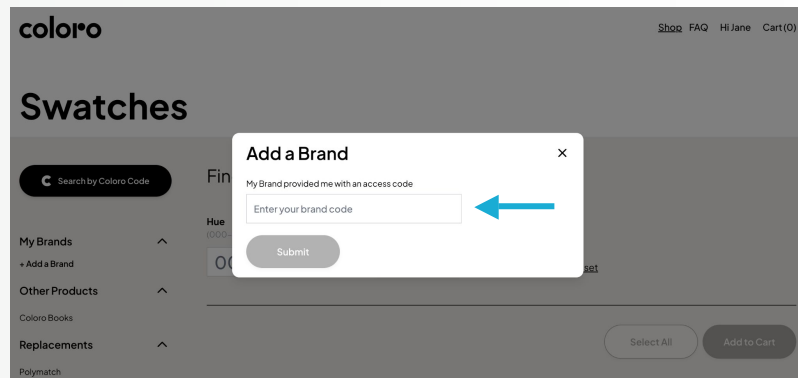 coloro
Shop FAQ Hi Jane Cart(0)
Swatches
Search by Coloro Code
My Brands
+ Add a Brand
Other Products
Coloro Books
Replacements
Polymatch
Add a Brand
My Brand provided me with an access code
Enter your brand code
Submit
Hue
Select All
Add to Cart